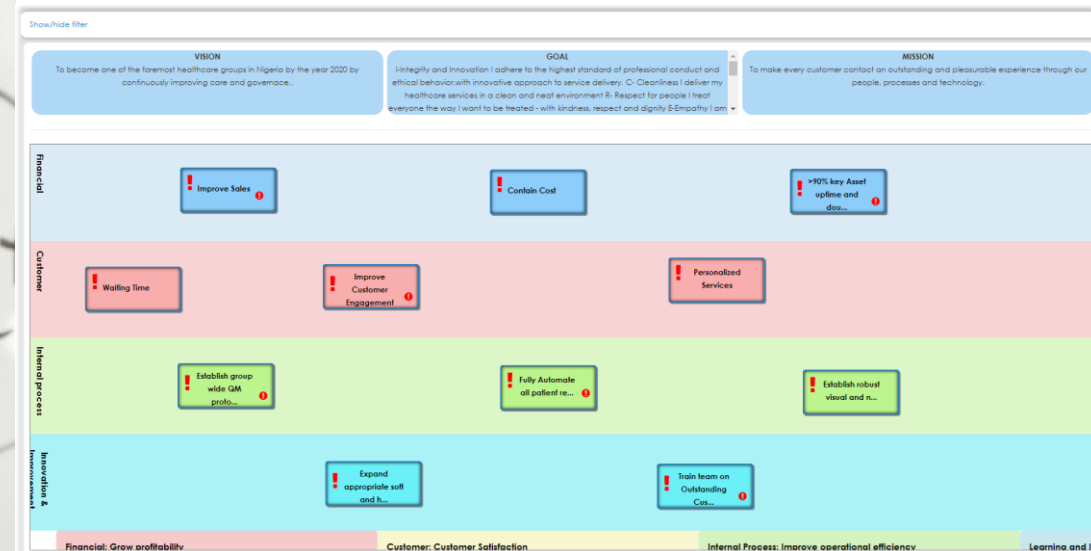 Show/hide filter
VISION
To become one of the foremost healthcare groups in Nigeria by the year 2020 by
continuously improving care and governace..
GOAL
I-Integrity and Innovation I adhere to the highest standard of professional conduct and
ethical behavior,with innovative approach to service delivery. C- Cleanliness I deliver my
healthcare services in a clean and neat environment R- Respect for people I treat
everyone the way I want to be treated - with kindness, respect and dignity E-Empathy I am
MISSION
To make every customer contact an outstanding and pleasurable experience through our
people, processes and technology.
Financial
Improve Sales
Contain Cost
>90% key Asset
uptime and
dou...
Customer
Waiting Time
Improve
Customer
Engagement
Personalized
Services
Internal process
Establish group
wide QM
proto...
Fully Automate
all patient re...
Establish robust
visual and n...
Innovation &
Improvement
Expand
appropriate soft
and h...
Train team on
Outstanding
Cus...
Financial: Grow profitability
Customer: Customer Satisfaction
Internal Process: Improve operational efficiency
Learning and